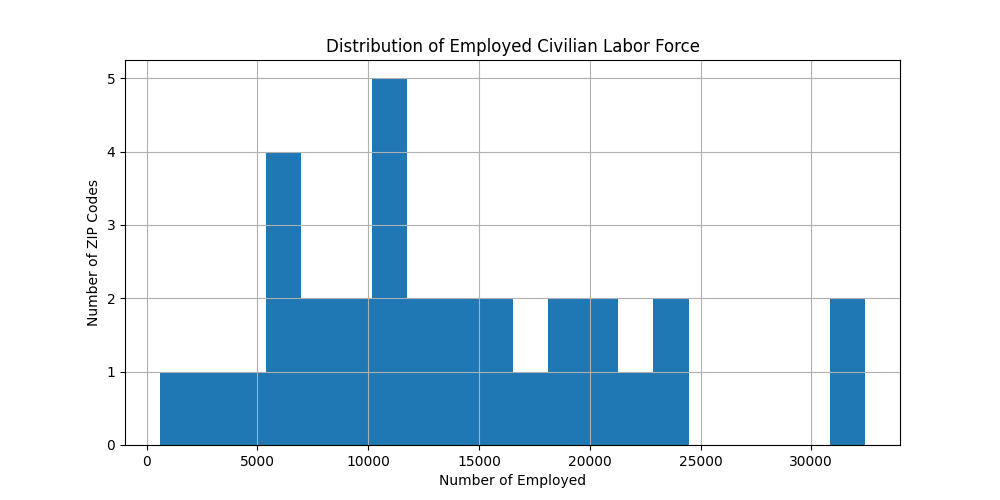 Distribution of Employed Civilian Labor Force
5
4
3
2
1
0
Number of ZIP Codes
0 5000 10000 15000 20000 25000 30000
Number of Employed